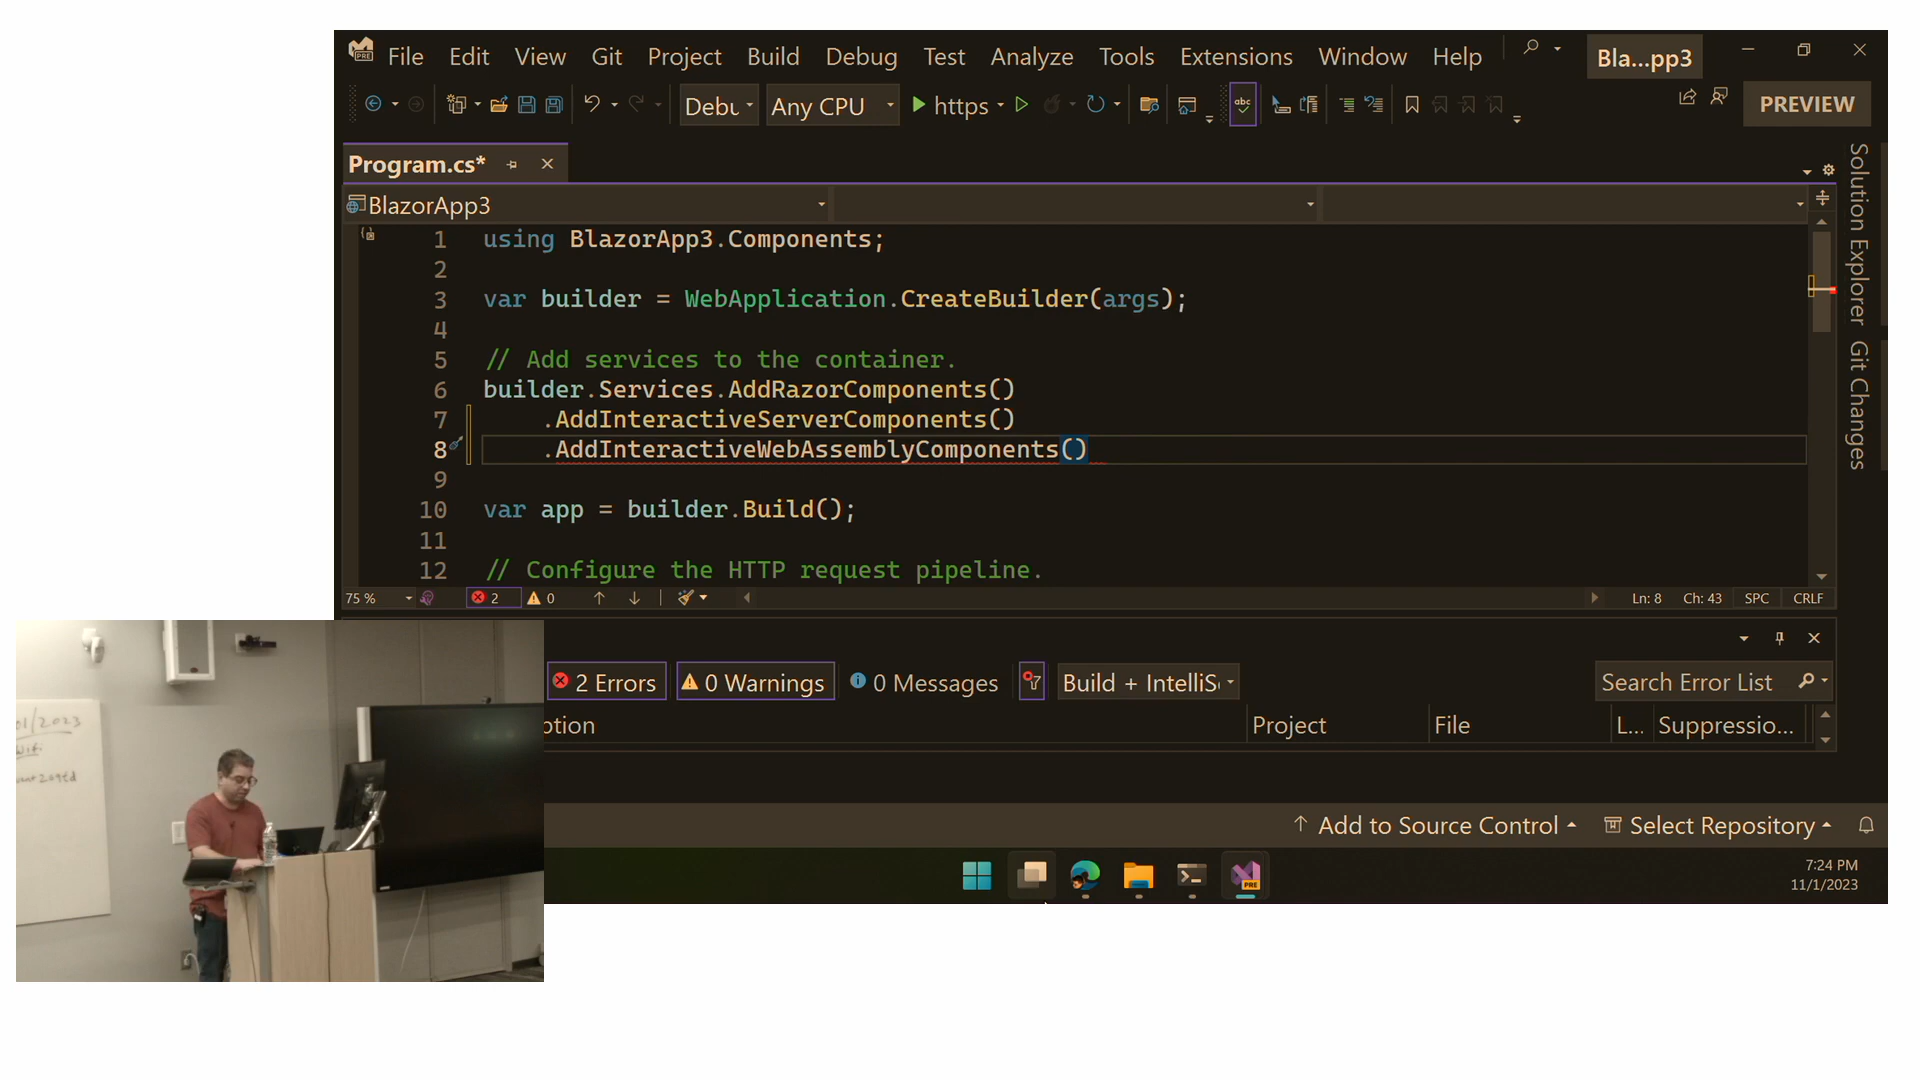 File Edit View Git Project Build Debug Test Analyze Tools Extensions Window Help Bla...pp3
Debu Any CPU https PREVIEW
Program.cs*
BlazorApp3
1 using BlazorApp3.Components;
2
3 var builder = WebApplication.CreateBuilder(args);
4
5 // Add services to the container.
6 builder.Services.AddRazorComponents()
7 .AddInteractiveServerComponents()
8 .AddInteractiveWebAssemblyComponents()
9
10 var app = builder.Build();
11
12 // Configure the HTTP request pipeline.
75 % 2 0 Ln: 8 Ch: 43 SPC CRLF
Solution Explorer
Git Changes
2 Errors 0 Warnings 0 Messages Build + IntelliS Search Error List
ption Project File L... Suppressio...
Add to Source Control Select Repository
PRE
7:24 PM
11/1/2023
01/2023